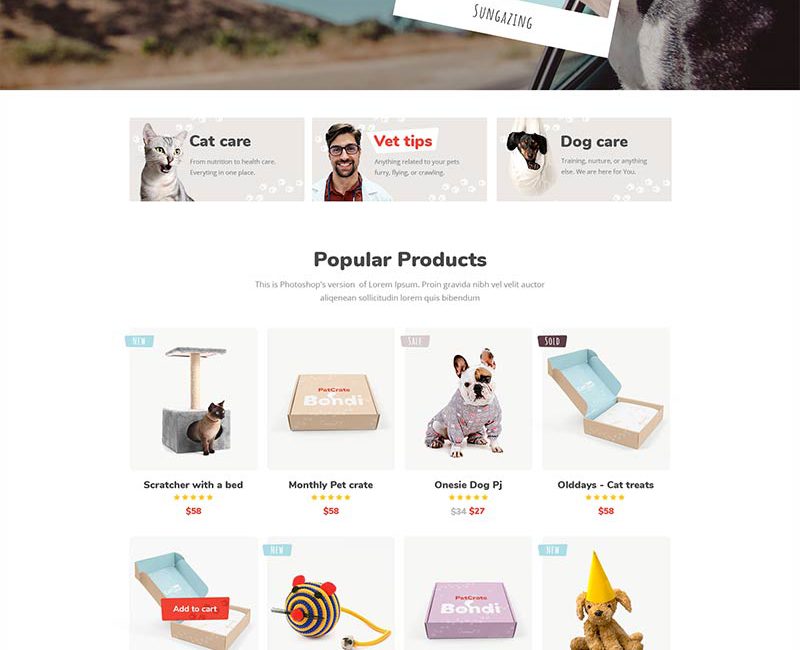 Sungazing
Cat care
From nutrition to health care.
Everyting in one place.
Vet tips
Anything related to your pets
furry, flying, or crawling.
Dog care
Training, nurture, or anything
else. We are here for You.
Popular Products
This is Photoshop's version of Lorem Ipsum. Proin gravida nibh vel velit auctor
aliqenean sollicitudin lorem quis bibendum
New
Sale
Sold
PetCrate
Bondi
Scratcher with a bed
Monthly Pet crate
Onesie Dog Pj
Olddays - Cat treats
$58
$58
$34 $27
$58
New
New
Add to cart
PetCrate
Bondi